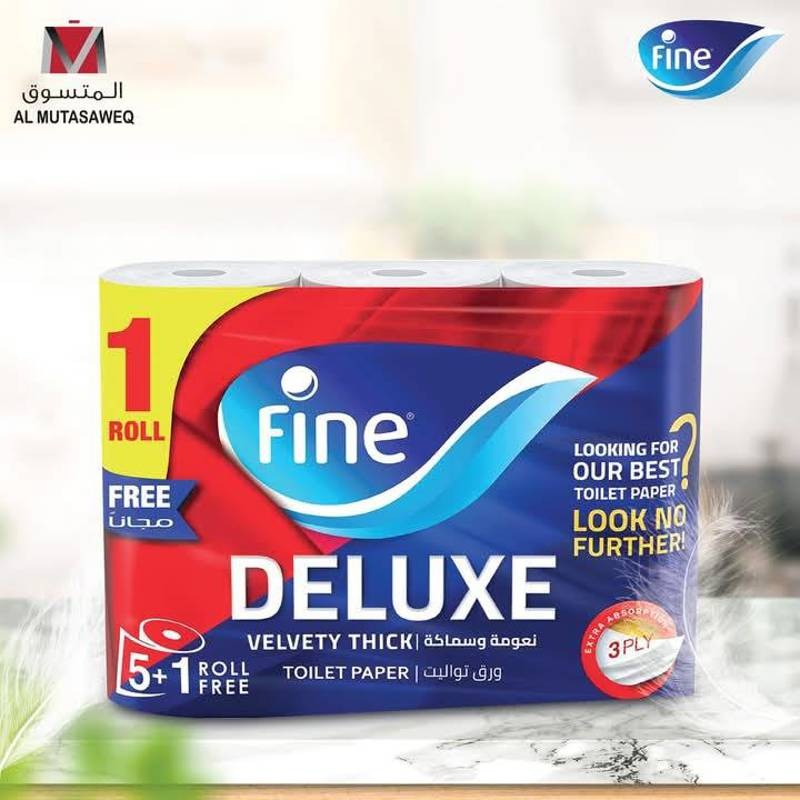 المتسوق
AL MUTASAWEQ
fine
1
ROLL
FREE
مجاناً
fine®
LOOKING FOR
OUR BEST
TOILET PAPER?
LOOK NO
FURTHER!
DELUXE
VELVETY THICK | نعومة وسماكة
TOILET PAPER | ورق تواليت
5+1 ROLL
FREE
EXTRA ABSORPTION
3PLY